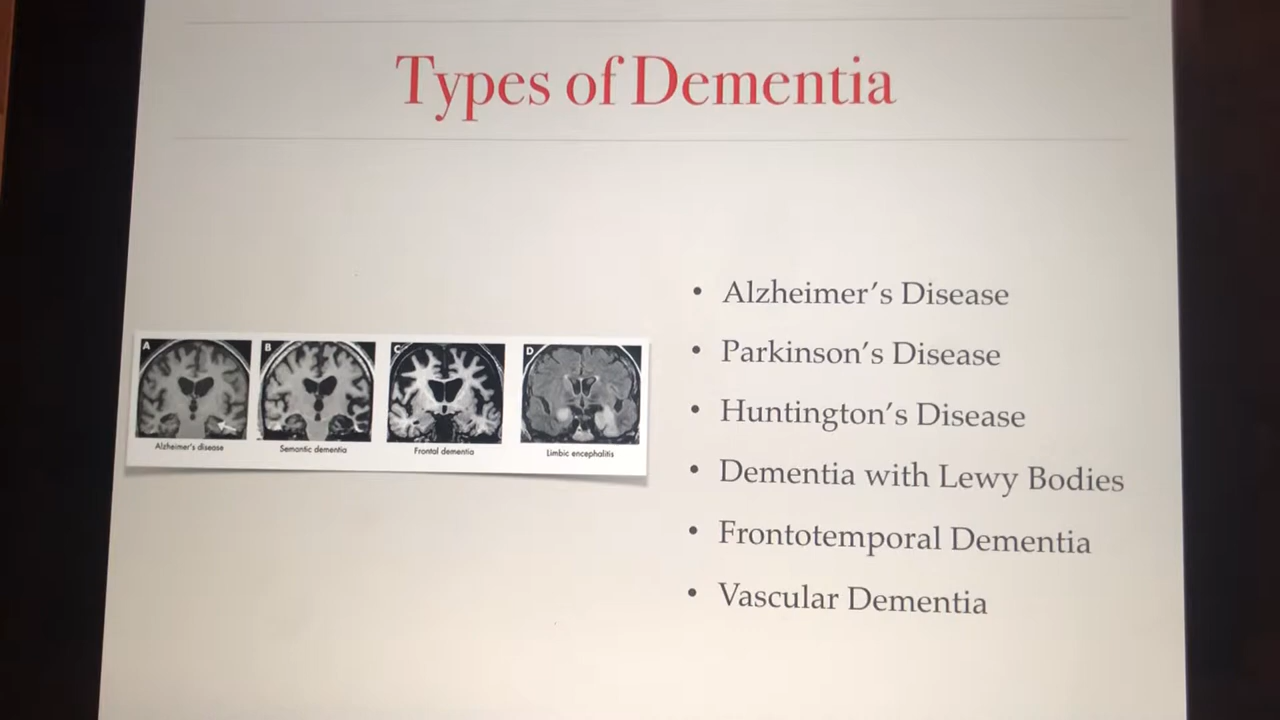 Types of Dementia
A B C D
Alzheimer's disease Semantic dementia Frontal dementia Limbic encephalitis
• Alzheimer's Disease
• Parkinson's Disease
• Huntington's Disease
• Dementia with Lewy Bodies
• Frontotemporal Dementia
• Vascular Dementia